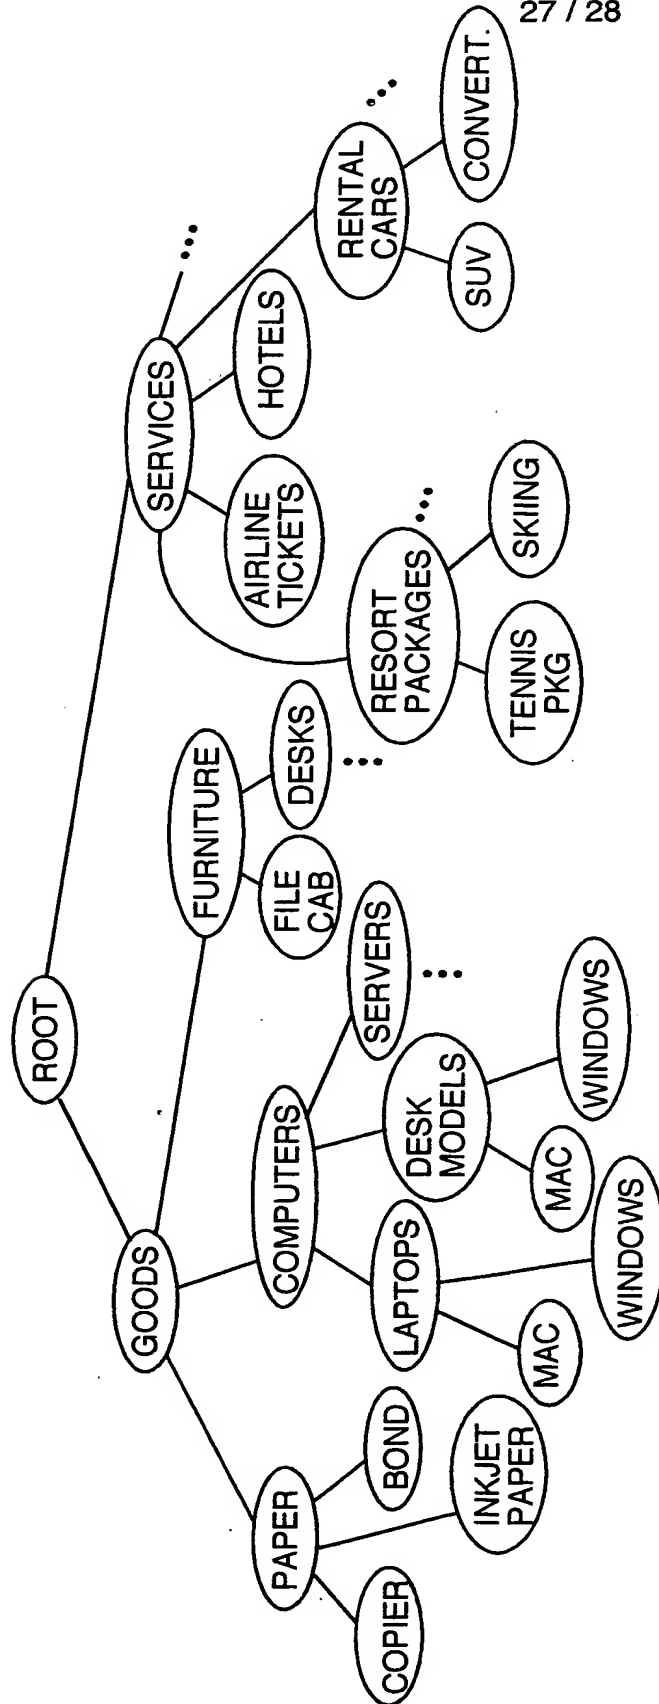 27 / 28
ROOT
GOODS
SERVICES
PAPER
COMPUTERS
FURNITURE
COPIER
INKJET
PAPER
BOND
LAPTOPS
DESK
MODELS
SERVERS
MAC
WINDOWS
MAC
WINDOWS
FILE
CAB
DESKS
RESORT
PACKAGES
AIRLINE
TICKETS
HOTELS
RENTAL
CARS
TENNIS
PKG
SKIING
SUV
CONVERT.